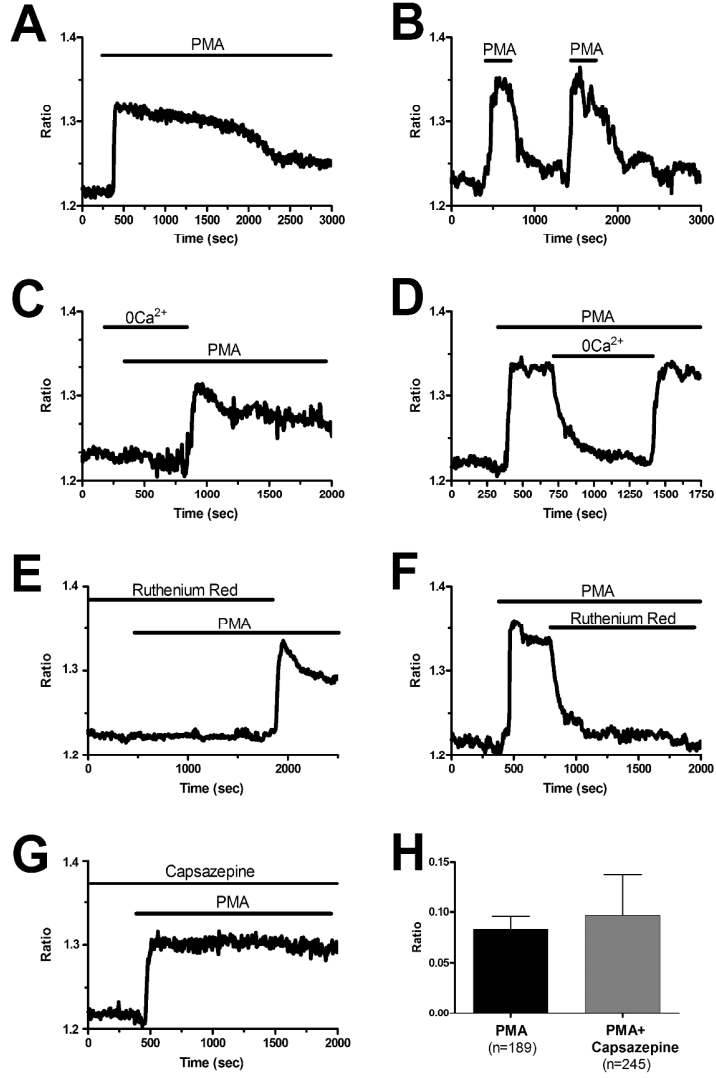 A
PMA
1.4
1.3
1.2
Ratio
0 500 1000 1500 2000 2500 3000
Time (sec)
B
PMA PMA
1.4
1.3
1.2
Ratio
0 1000 2000 3000
Time (sec)
C
0Ca²⁺
PMA
1.4
1.3
1.2
Ratio
0 500 1000 1500 2000
Time (sec)
D
PMA
0Ca²⁺
1.4
1.3
1.2
Ratio
0 250 500 750 1000 1250 1500 1750
Time (sec)
E
Ruthenium Red
PMA
1.4
1.3
1.2
Ratio
0 1000 2000
Time (sec)
F
PMA
Ruthenium Red
1.4
1.3
1.2
Ratio
0 500 1000 1500 2000
Time (sec)
G
Capsazepine
PMA
1.4
1.3
1.2
Ratio
0 500 1000 1500 2000
Time (sec)
H
0.15
0.10
0.05
0.00
Ratio
PMA
(n=189)
PMA+
Capsazepine
(n=245)